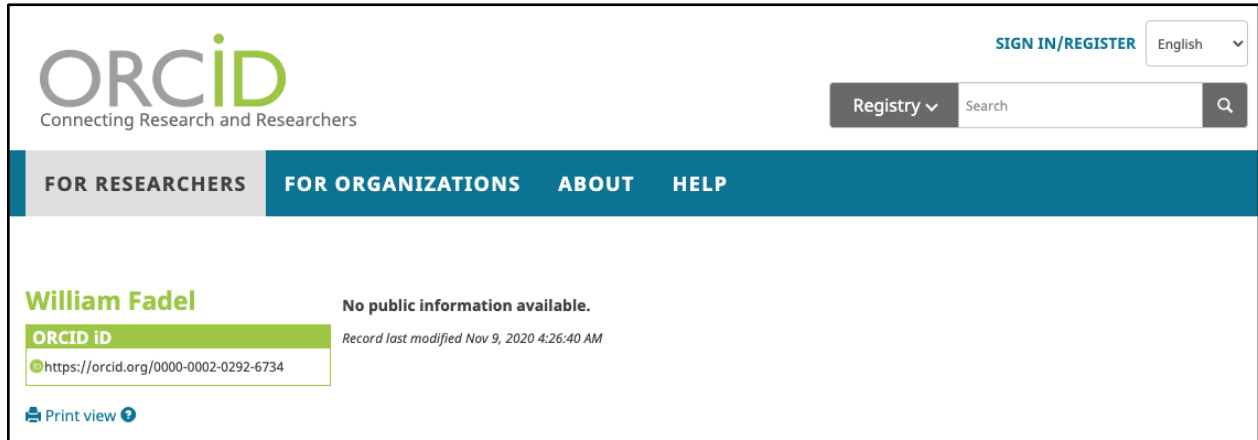 SIGN IN/REGISTER English
ORCiD
Connecting Research and Researchers
Registry Search
FOR RESEARCHERS FOR ORGANIZATIONS ABOUT HELP
William Fadel
No public information available.
ORCID iD
Record last modified Nov 9, 2020 4:26:40 AM
iD https://orcid.org/0000-0002-0292-6734
Print view ?